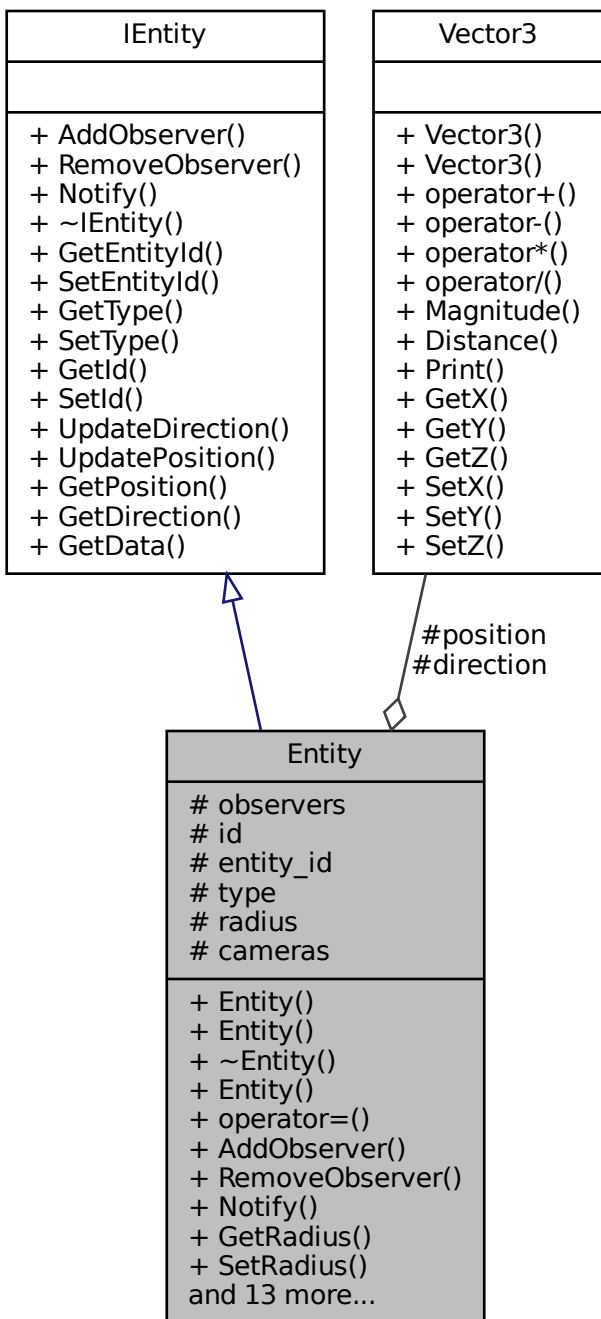 IEntity
+ AddObserver()
+ RemoveObserver()
+ Notify()
+ ~IEntity()
+ GetEntityId()
+ SetEntityId()
+ GetType()
+ SetType()
+ GetId()
+ SetId()
+ UpdateDirection()
+ UpdatePosition()
+ GetPosition()
+ GetDirection()
+ GetData()
Vector3
+ Vector3()
+ Vector3()
+ operator+()
+ operator-()
+ operator*()
+ operator/()
+ Magnitude()
+ Distance()
+ Print()
+ GetX()
+ GetY()
+ GetZ()
+ SetX()
+ SetY()
+ SetZ()
#position
#direction
Entity
# observers
# id
# entity_id
# type
# radius
# cameras
+ Entity()
+ Entity()
+ ~Entity()
+ Entity()
+ operator=()
+ AddObserver()
+ RemoveObserver()
+ Notify()
+ GetRadius()
+ SetRadius()
and 13 more...